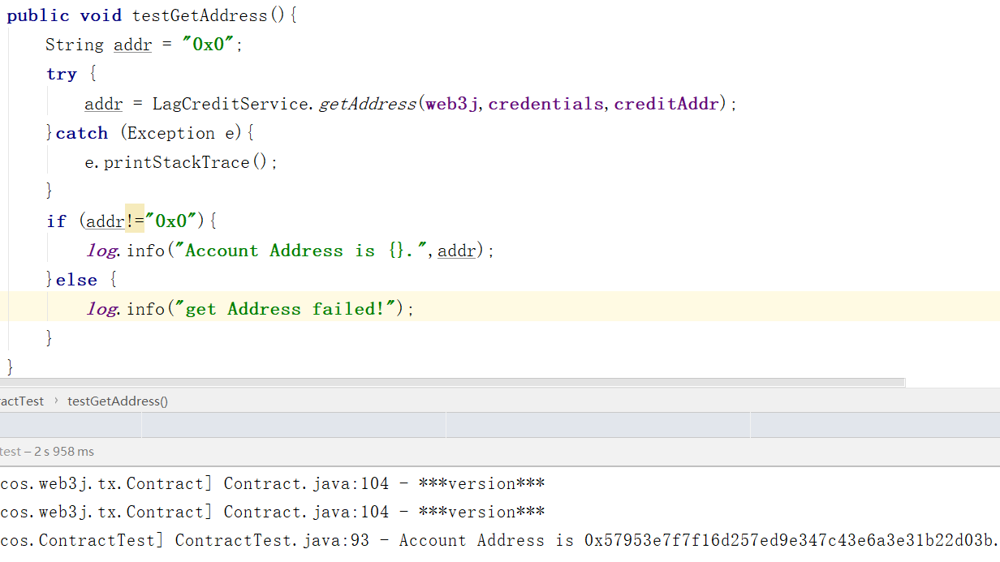 public void testGetAddress(){
String addr = "0x0";
try {
addr = LagCreditService.getAddress(web3j,credentials,creditAddr);
}catch (Exception e){
e.printStackTrace();
}
if (addr!="0x0"){
log.info("Account Address is {}.",addr);
}else {
log.info("get Address failed!");
}
}
actTest › testGetAddress()
test – 2 s 958 ms
cos.web3j.tx.Contract] Contract.java:104 - ***version***
cos.web3j.tx.Contract] Contract.java:104 - ***version***
cos.ContractTest] ContractTest.java:93 - Account Address is 0x57953e7f7f16d257ed9e347c43e6a3e31b22d03b.